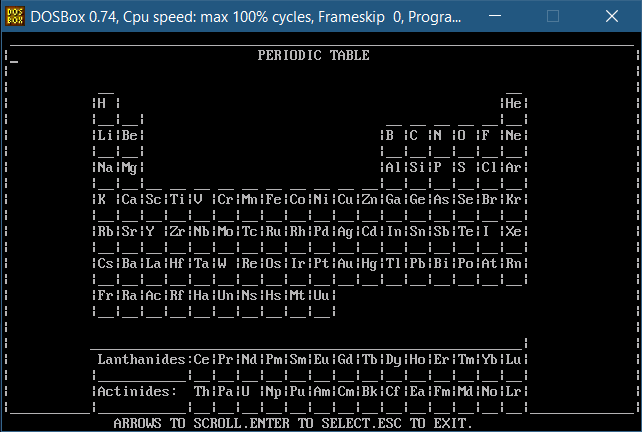 DOS BOX DOSBox 0.74, Cpu speed: max 100% cycles, Frameskip 0, Progra...
PERIODIC TABLE
H He
Li Be B C N O F Ne
Na Mg Al Si P S Cl Ar
K Ca Sc Ti V Cr Mn Fe Co Ni Cu Zn Ga Ge As Se Br Kr
Rb Sr Y Zr Nb Mo Tc Ru Rh Pd Ag Cd In Sn Sb Te I Xe
Cs Ba La Hf Ta W Re Os Ir Pt Au Hg Tl Pb Bi Po At Rn
Fr Ra Ac Rf Ha Un Ns Hs Mt Uu
Lanthanides: Ce Pr Nd Pm Sm Eu Gd Tb Dy Ho Er Tm Yb Lu
Actinides: Th Pa U Np Pu Am Cm Bk Cf Ea Fm Md No Lr
ARROWS TO SCROLL.ENTER TO SELECT.ESC TO EXIT.